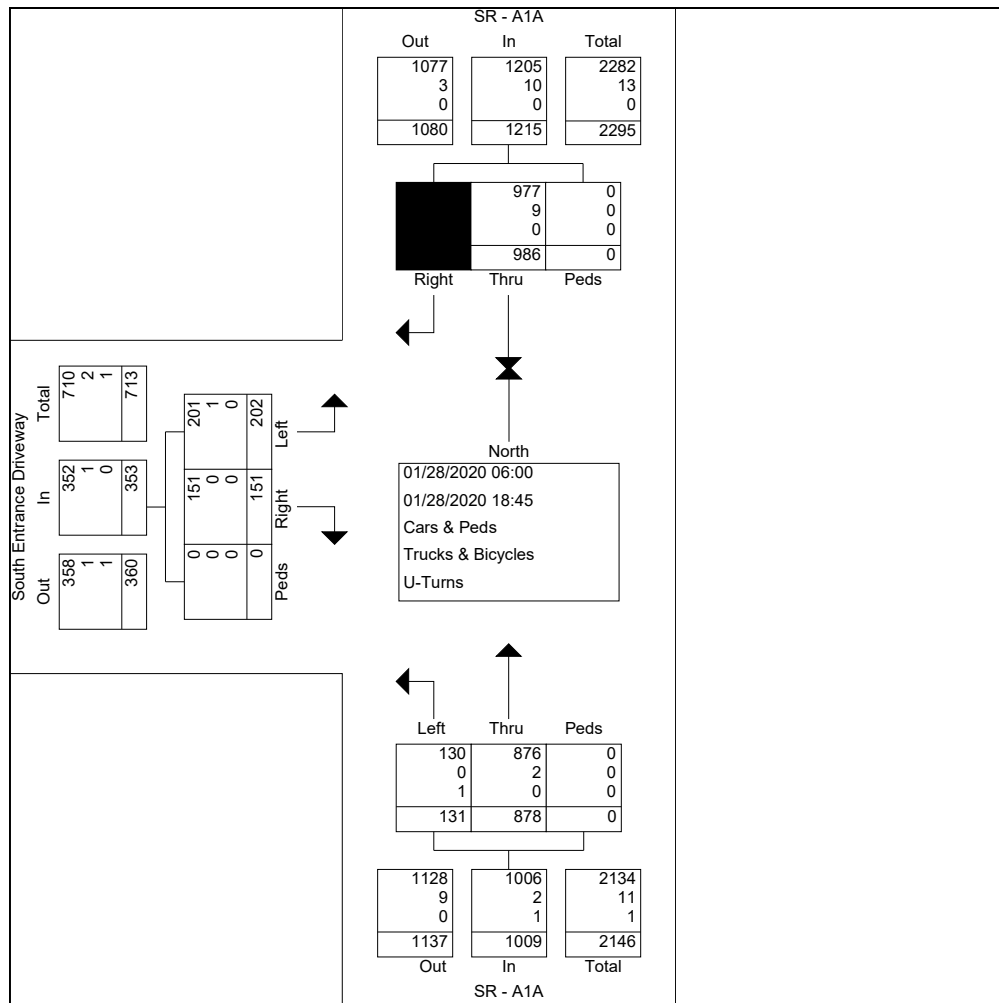 SR - A1A
Out In Total
1077 1205 2282
3 10 13
0 0 0
1080 1215 2295
977 0
9 0
0 0
986 0
Right Thru Peds
South Entrance Driveway
Total
710
2
1
713
In
352
1
0
353
Out
358
1
1
360
201
1
0
202
Left
151
0
0
151
Right
0
0
0
0
Peds
North
01/28/2020 06:00
01/28/2020 18:45
Cars & Peds
Trucks & Bicycles
U-Turns
Left Thru Peds
130 876 0
0 2 0
1 0 0
131 878 0
1128 1006 2134
9 2 11
0 1 1
1137 1009 2146
Out In Total
SR - A1A